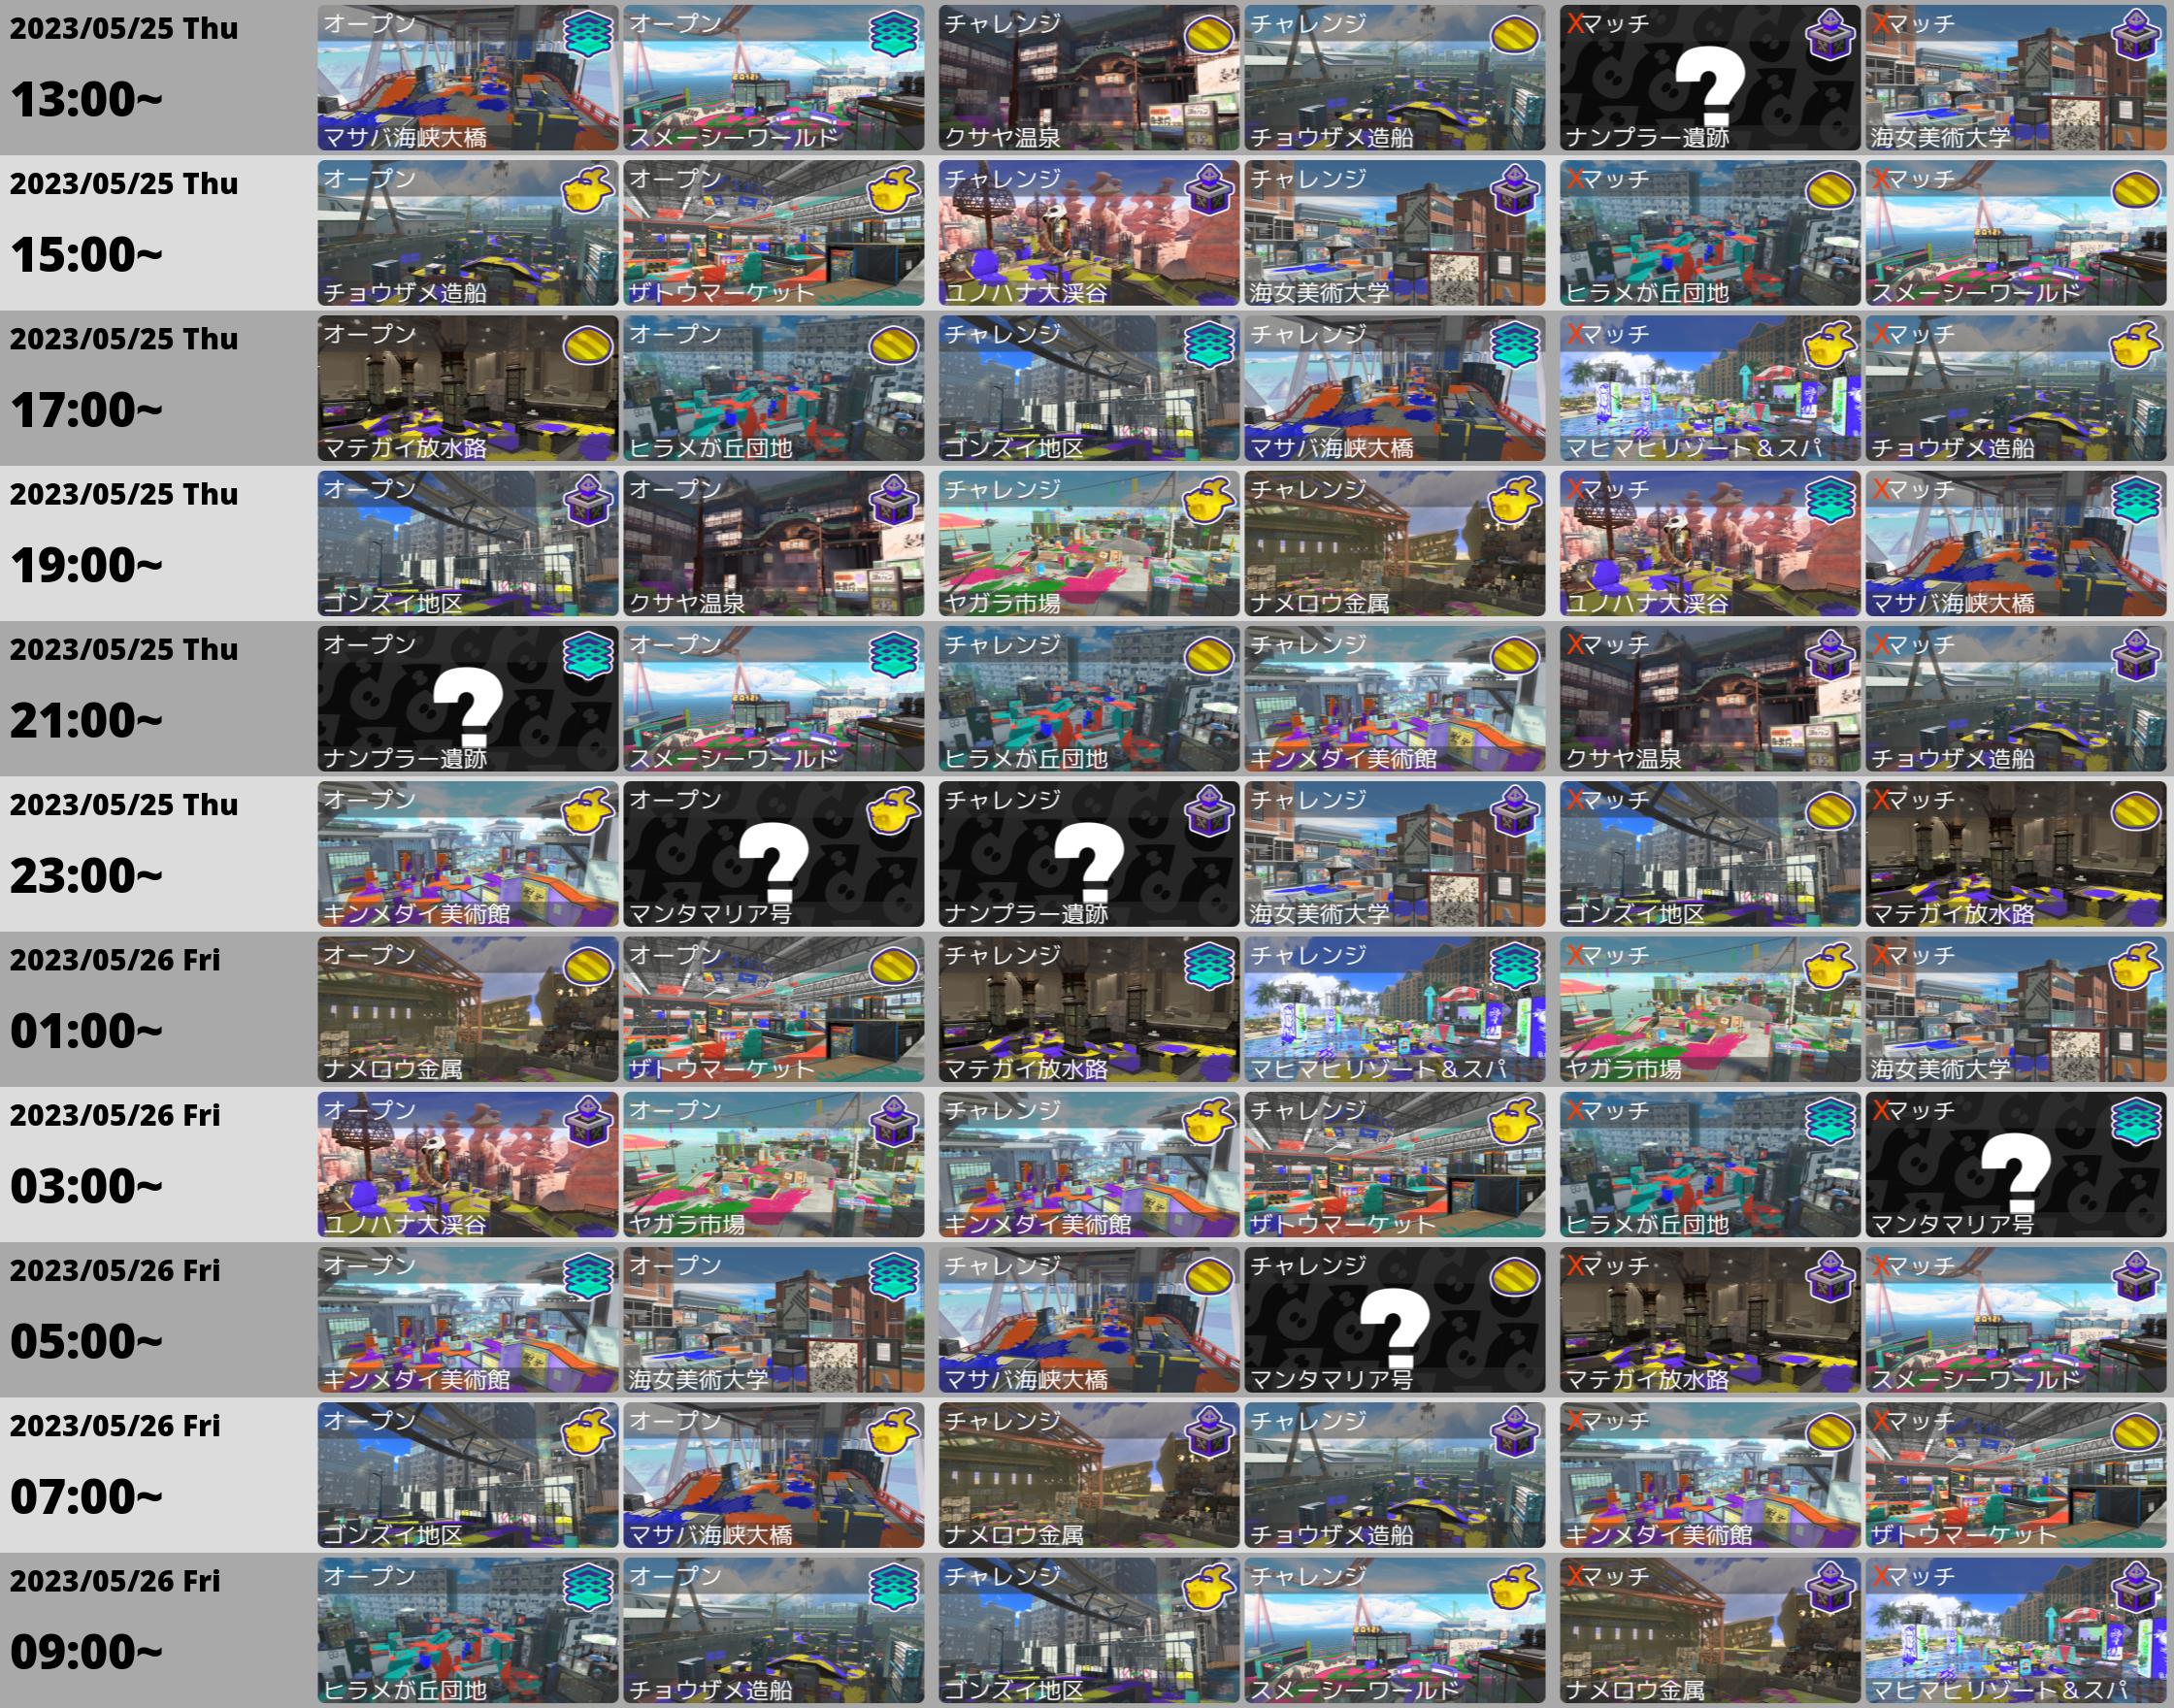 2023/05/25 Thu
13:00~
オープン
マサバ海峡大橋
オープン
スメーシーワールド
チャレンジ
クサヤ温泉
チャレンジ
チョウザメ造船
Xマッチ
?
ナンプラー遺跡
Xマッチ
海女美術大学
2023/05/25 Thu
15:00~
オープン
チョウザメ造船
オープン
ザトウマーケット
チャレンジ
ユノハナ大渓谷
チャレンジ
海女美術大学
Xマッチ
ヒラメが丘団地
Xマッチ
スメーシーワールド
2023/05/25 Thu
17:00~
オープン
マテガイ放水路
オープン
ヒラメが丘団地
チャレンジ
ゴンズイ地区
チャレンジ
マサバ海峡大橋
Xマッチ
マヒマヒリゾート&スパ
Xマッチ
チョウザメ造船
2023/05/25 Thu
19:00~
オープン
ゴンズイ地区
オープン
クサヤ温泉
チャレンジ
ヤガラ市場
チャレンジ
ナメロウ金属
Xマッチ
ユノハナ大渓谷
Xマッチ
マサバ海峡大橋
2023/05/25 Thu
21:00~
オープン
?
ナンプラー遺跡
オープン
スメーシーワールド
チャレンジ
ヒラメが丘団地
チャレンジ
キンメダイ美術館
Xマッチ
クサヤ温泉
Xマッチ
チョウザメ造船
2023/05/25 Thu
23:00~
オープン
キンメダイ美術館
オープン
?
マンタマリア号
チャレンジ
?
ナンプラー遺跡
チャレンジ
海女美術大学
Xマッチ
ゴンズイ地区
Xマッチ
マテガイ放水路
2023/05/26 Fri
01:00~
オープン
ナメロウ金属
オープン
ザトウマーケット
チャレンジ
マテガイ放水路
チャレンジ
マヒマヒリゾート&スパ
Xマッチ
ヤガラ市場
Xマッチ
海女美術大学
2023/05/26 Fri
03:00~
オープン
ユノハナ大渓谷
オープン
ヤガラ市場
チャレンジ
キンメダイ美術館
チャレンジ
ザトウマーケット
Xマッチ
ヒラメが丘団地
Xマッチ
?
マンタマリア号
2023/05/26 Fri
05:00~
オープン
キンメダイ美術館
オープン
海女美術大学
チャレンジ
マサバ海峡大橋
チャレンジ
?
マンタマリア号
Xマッチ
マテガイ放水路
Xマッチ
スメーシーワールド
2023/05/26 Fri
07:00~
オープン
ゴンズイ地区
オープン
マサバ海峡大橋
チャレンジ
ナメロウ金属
チャレンジ
チョウザメ造船
Xマッチ
キンメダイ美術館
Xマッチ
ザトウマーケット
2023/05/26 Fri
09:00~
オープン
ヒラメが丘団地
オープン
チョウザメ造船
チャレンジ
ゴンズイ地区
チャレンジ
スメーシーワールド
Xマッチ
ナメロウ金属
Xマッチ
マヒマヒリゾート&スパ